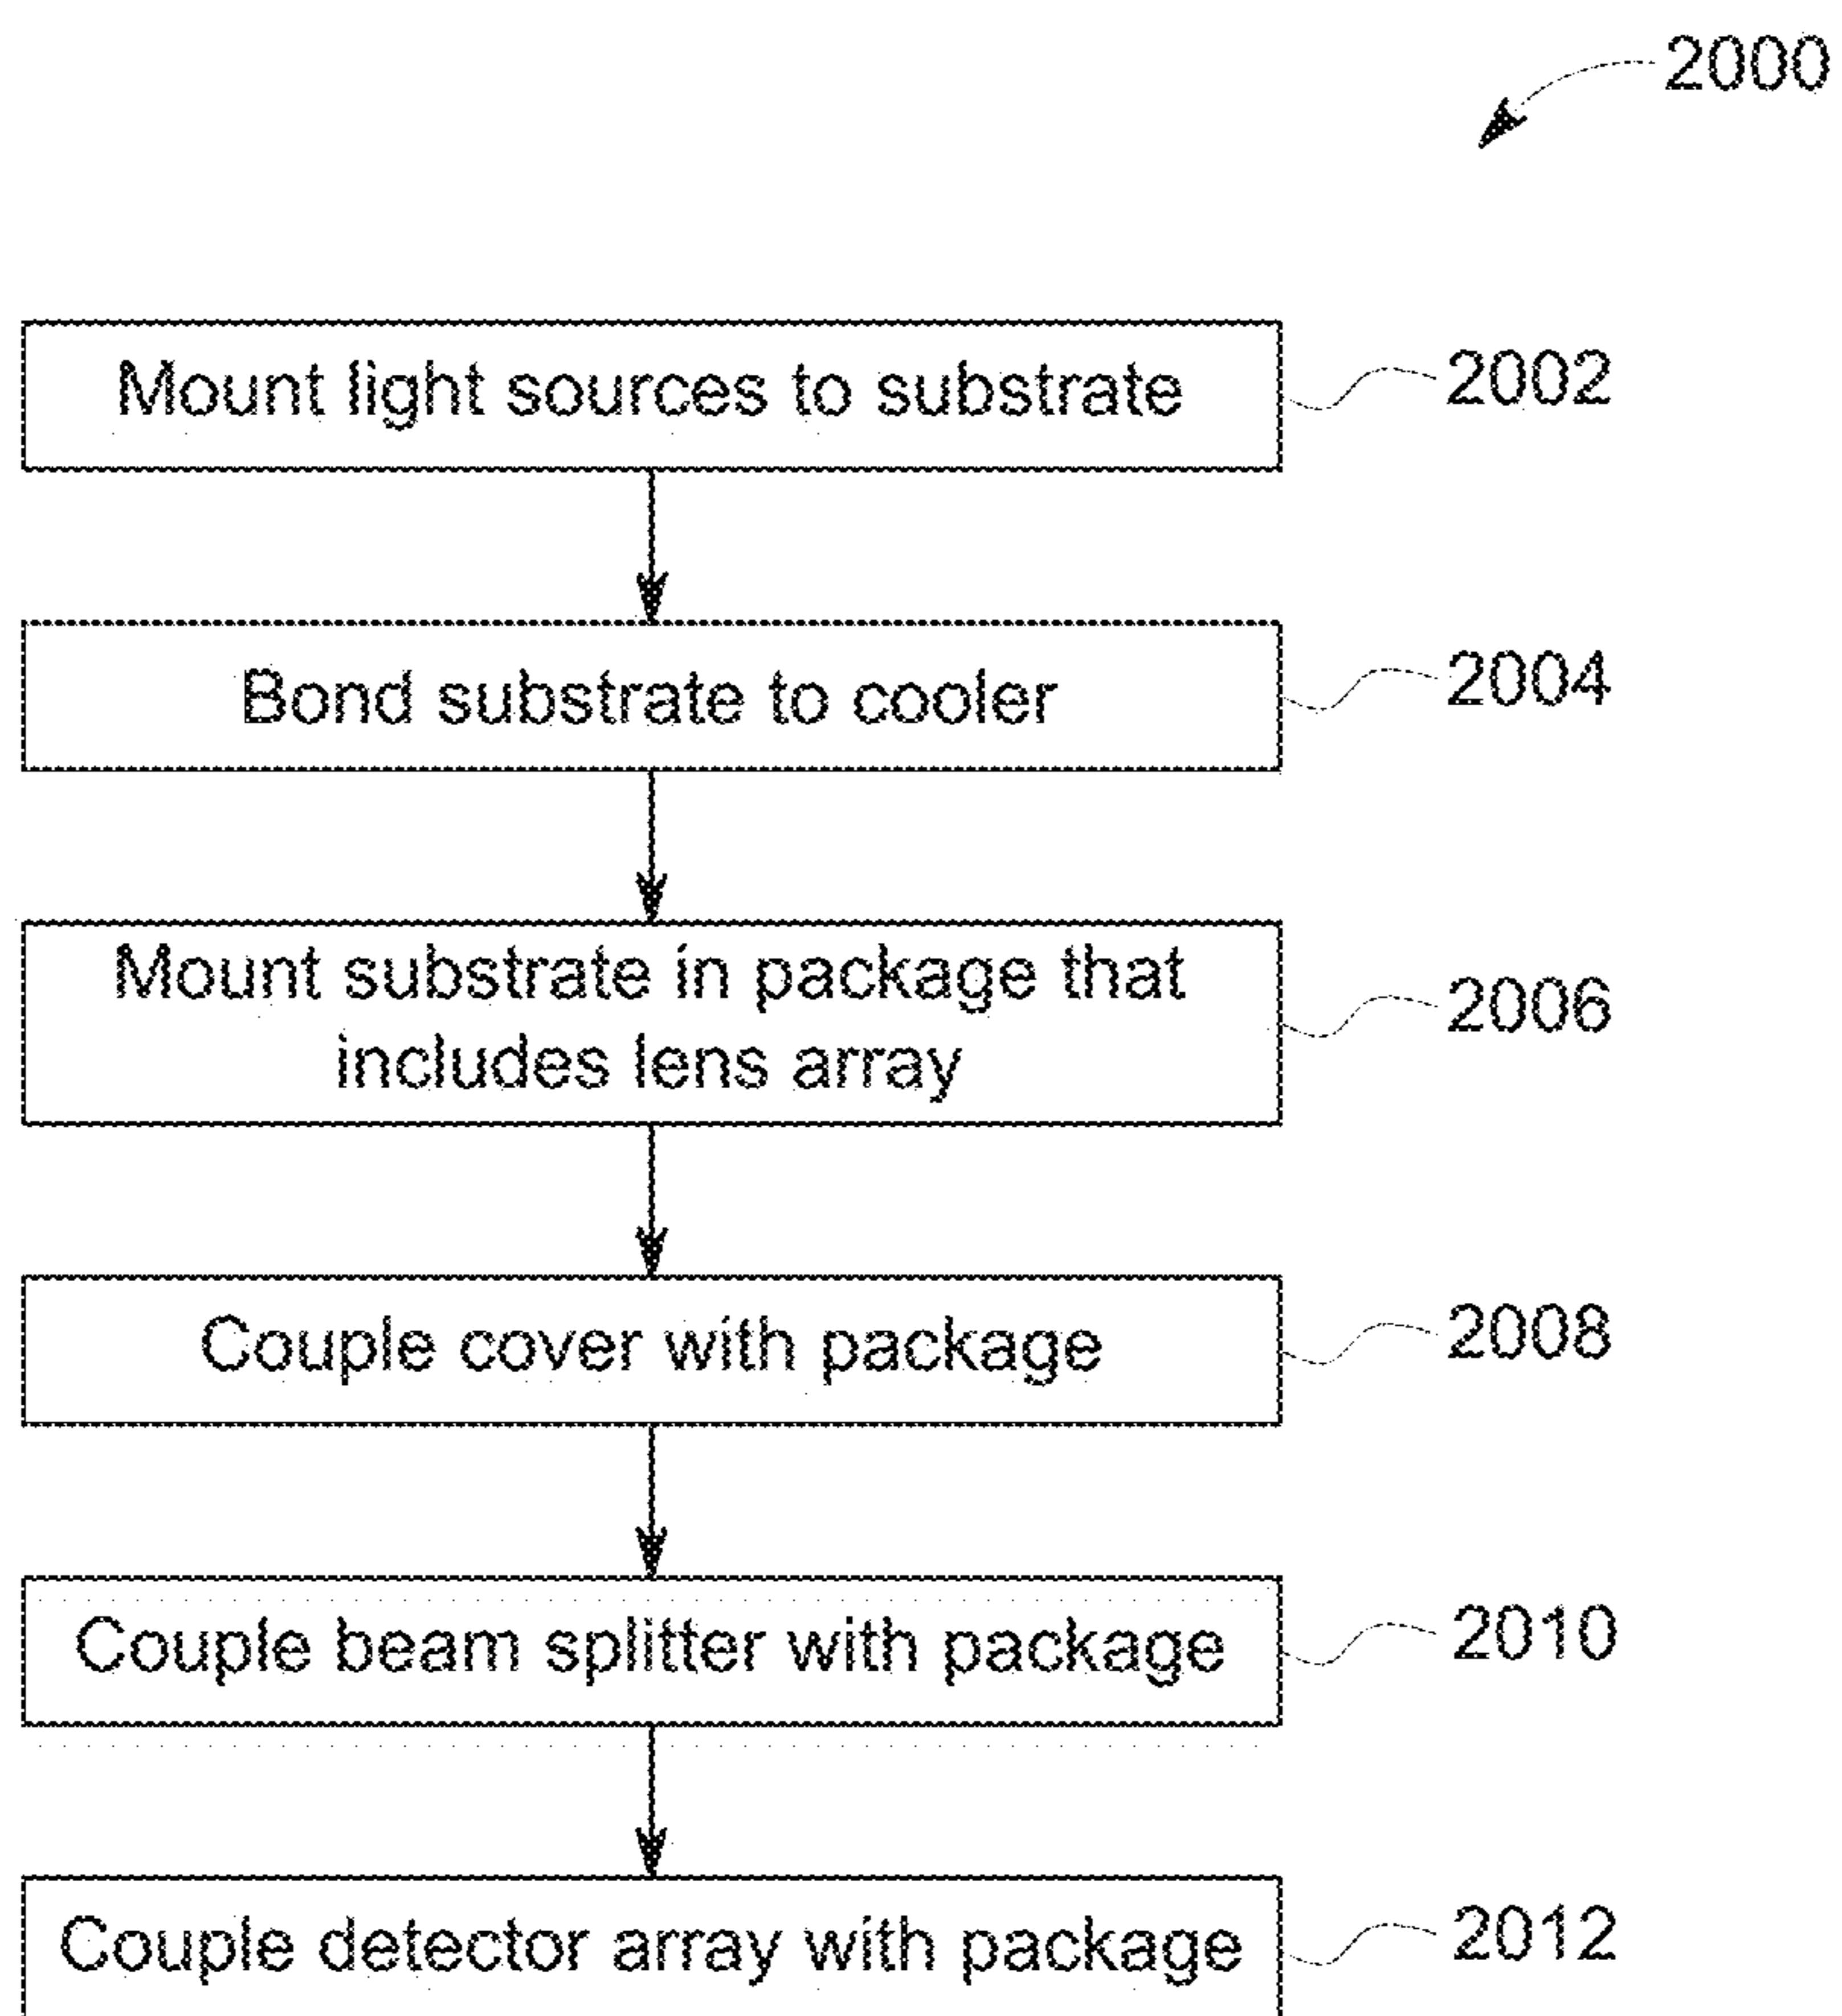 2000
Mount light sources to substrate
2002
Bond substrate to cooler
2004
Mount substrate in package that
includes lens array
2006
Couple cover with package
2008
Couple beam splitter with package
2010
Couple detector array with package
2012